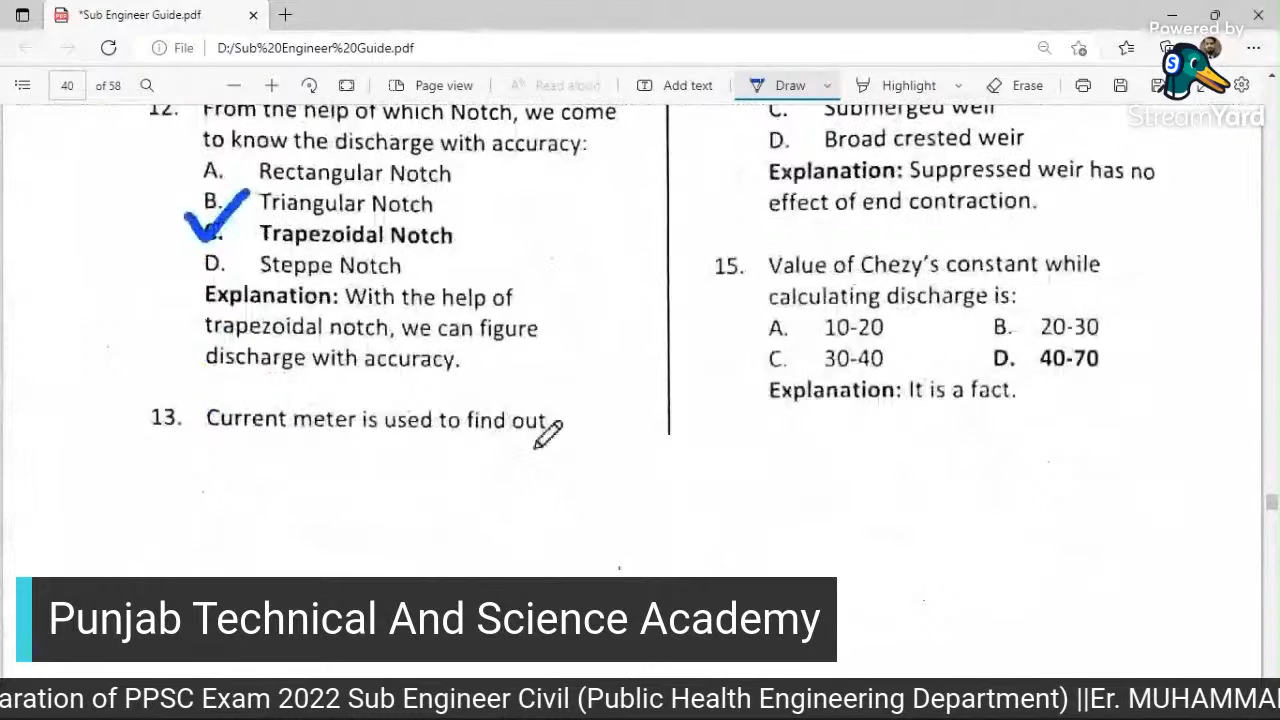 *Sub Engineer Guide.pdf
File D:/Sub%20Engineer%20Guide.pdf
Powered by
StreamYard
40 of 58 Page view Read aloud Add text Draw Highlight Erase
12. From the help of which Notch, we come
to know the discharge with accuracy:
A. Rectangular Notch
B. Triangular Notch
Trapezoidal Notch
D. Steppe Notch
Explanation: With the help of
trapezoidal notch, we can figure
discharge with accuracy.
13. Current meter is used to find out
C. Submerged weir
D. Broad crested weir
Explanation: Suppressed weir has no
effect of end contraction.
15. Value of Chezy's constant while
calculating discharge is:
A. 10-20 B. 20-30
C. 30-40 D. 40-70
Explanation: It is a fact.
Punjab Technical And Science Academy
aration of PPSC Exam 2022 Sub Engineer Civil (Public Health Engineering Department) ||Er. MUHAMMA